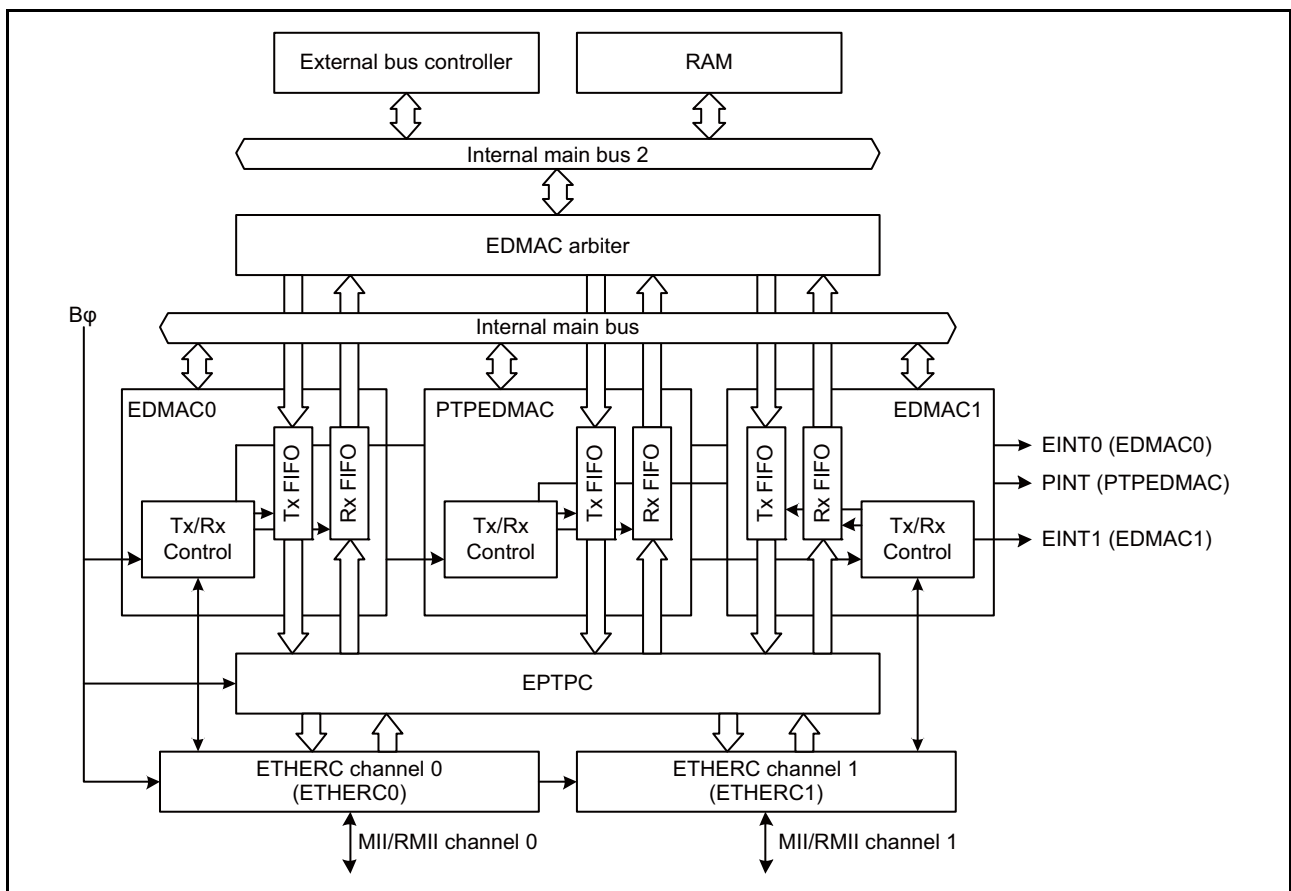 External bus controller
RAM
Internal main bus 2
EDMAC arbiter
Bφ
Internal main bus
EDMAC0
PTPEDMAC
EDMAC1
Tx FIFO
Rx FIFO
Tx FIFO
Rx FIFO
Tx FIFO
Rx FIFO
EINT0 (EDMAC0)
PINT (PTPEDMAC)
EINT1 (EDMAC1)
Tx/Rx
Control
Tx/Rx
Control
Tx/Rx
Control
EPTPC
ETHERC channel 0
(ETHERC0)
ETHERC channel 1
(ETHERC1)
MII/RMII channel 0
MII/RMII channel 1